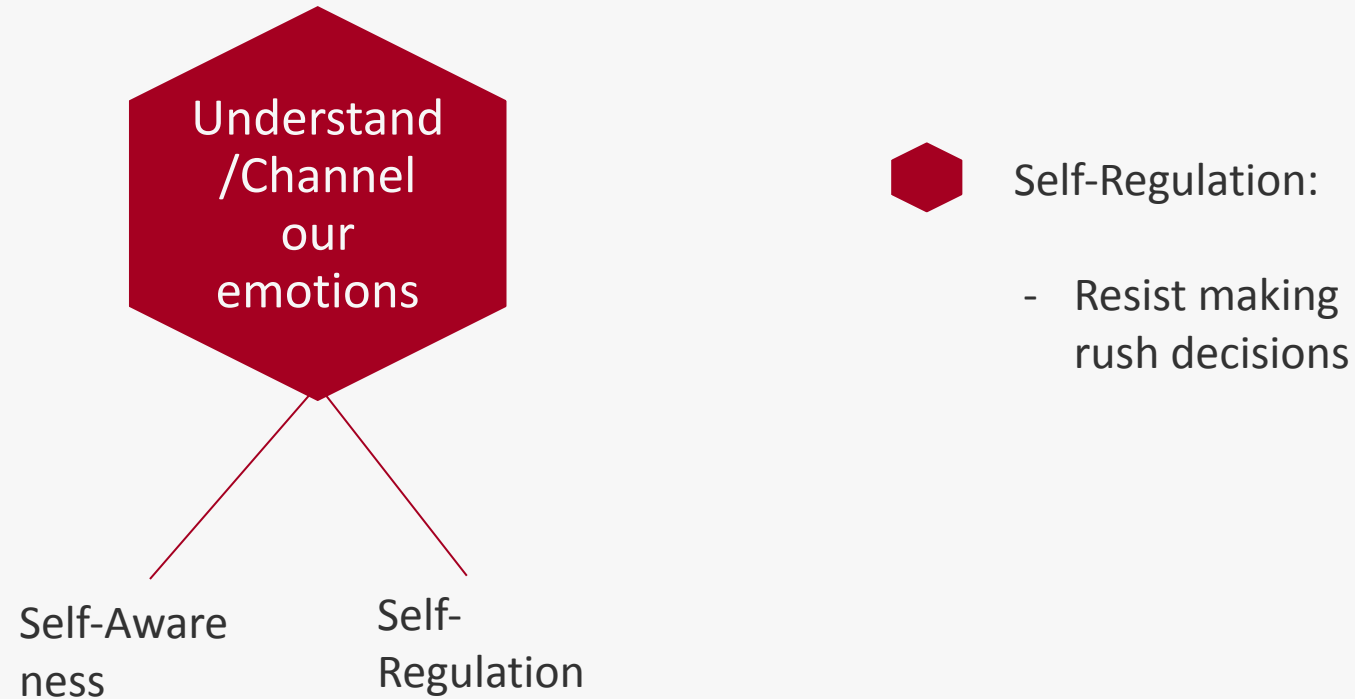 Understand
/Channel
our
emotions
Self-Aware
ness
Self-
Regulation
Self-Regulation:
- Resist making
rush decisions